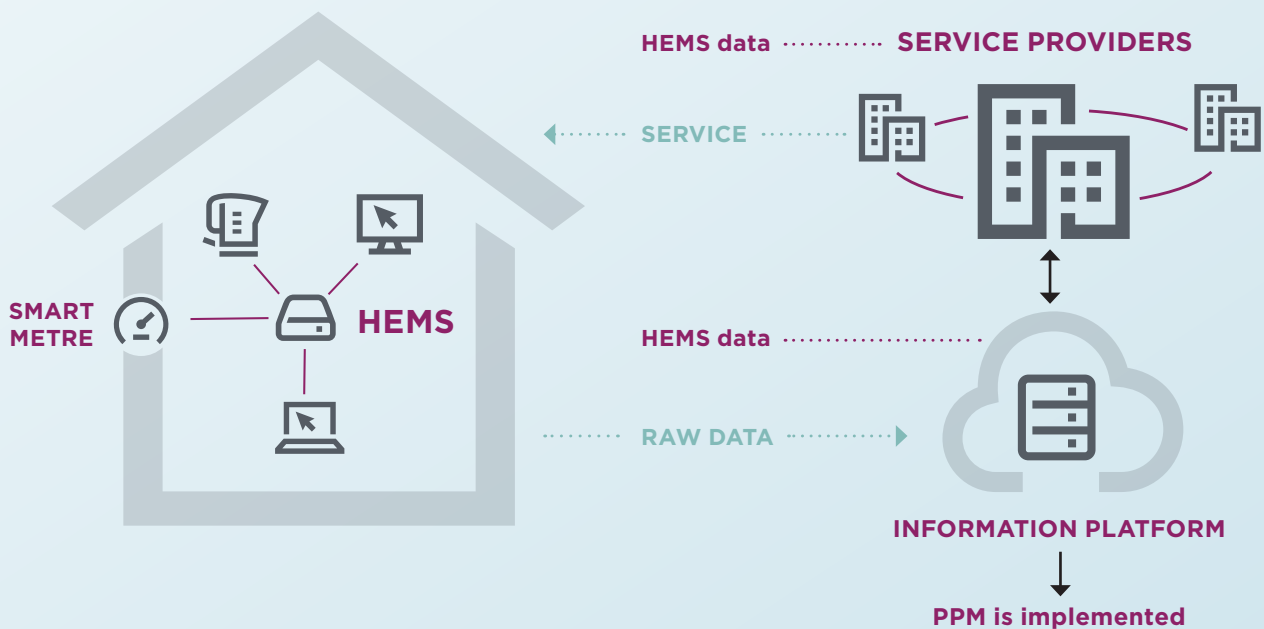 HEMS data
SERVICE PROVIDERS
SERVICE
SMART
METRE
HEMS
HEMS data
RAW DATA
INFORMATION PLATFORM
PPM is implemented